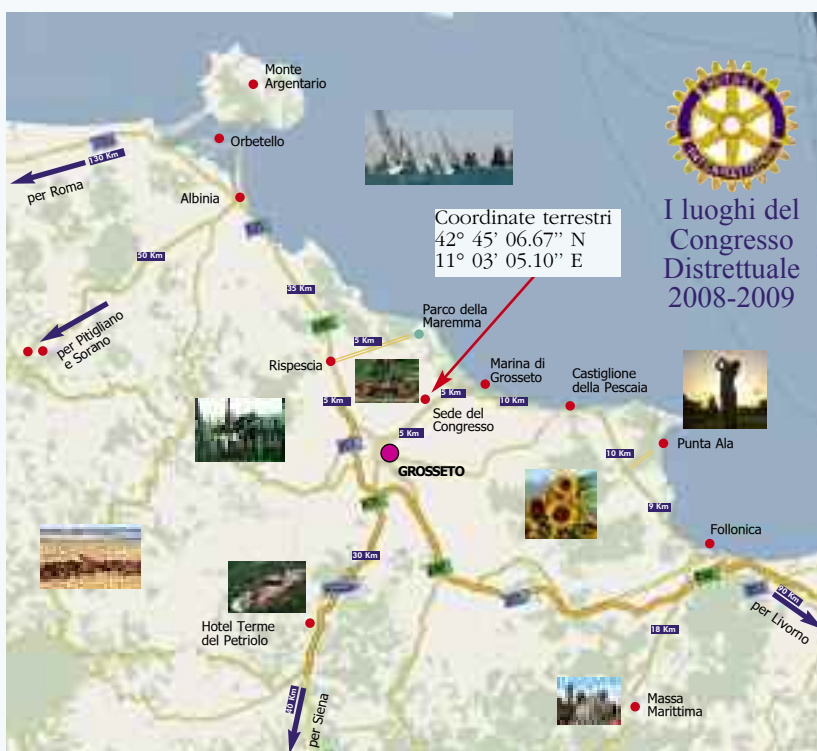 Monte
Argentario
Orbetello
130 Km
per Roma
Albinia
I luoghi del
Congresso
Distrettuale
2008-2009
Coordinate terrestri
42° 45’ 06.67’’ N
11° 03’ 05.10’’ E
50 Km
35 Km
per Pitigliano
e Sorano
Parco della
Maremma
5 Km
Rispescia
Marina di
Grosseto
Castiglione
della Pescaia
5 Km
5 Km
10 Km
Sede del
Congresso
5 Km
GROSSETO
10 Km
Punta Ala
9 Km
Follonica
30 Km
90 Km
per Livorno
Hotel Terme
del Petriolo
18 Km
40 Km
per Siena
Massa
Marittima